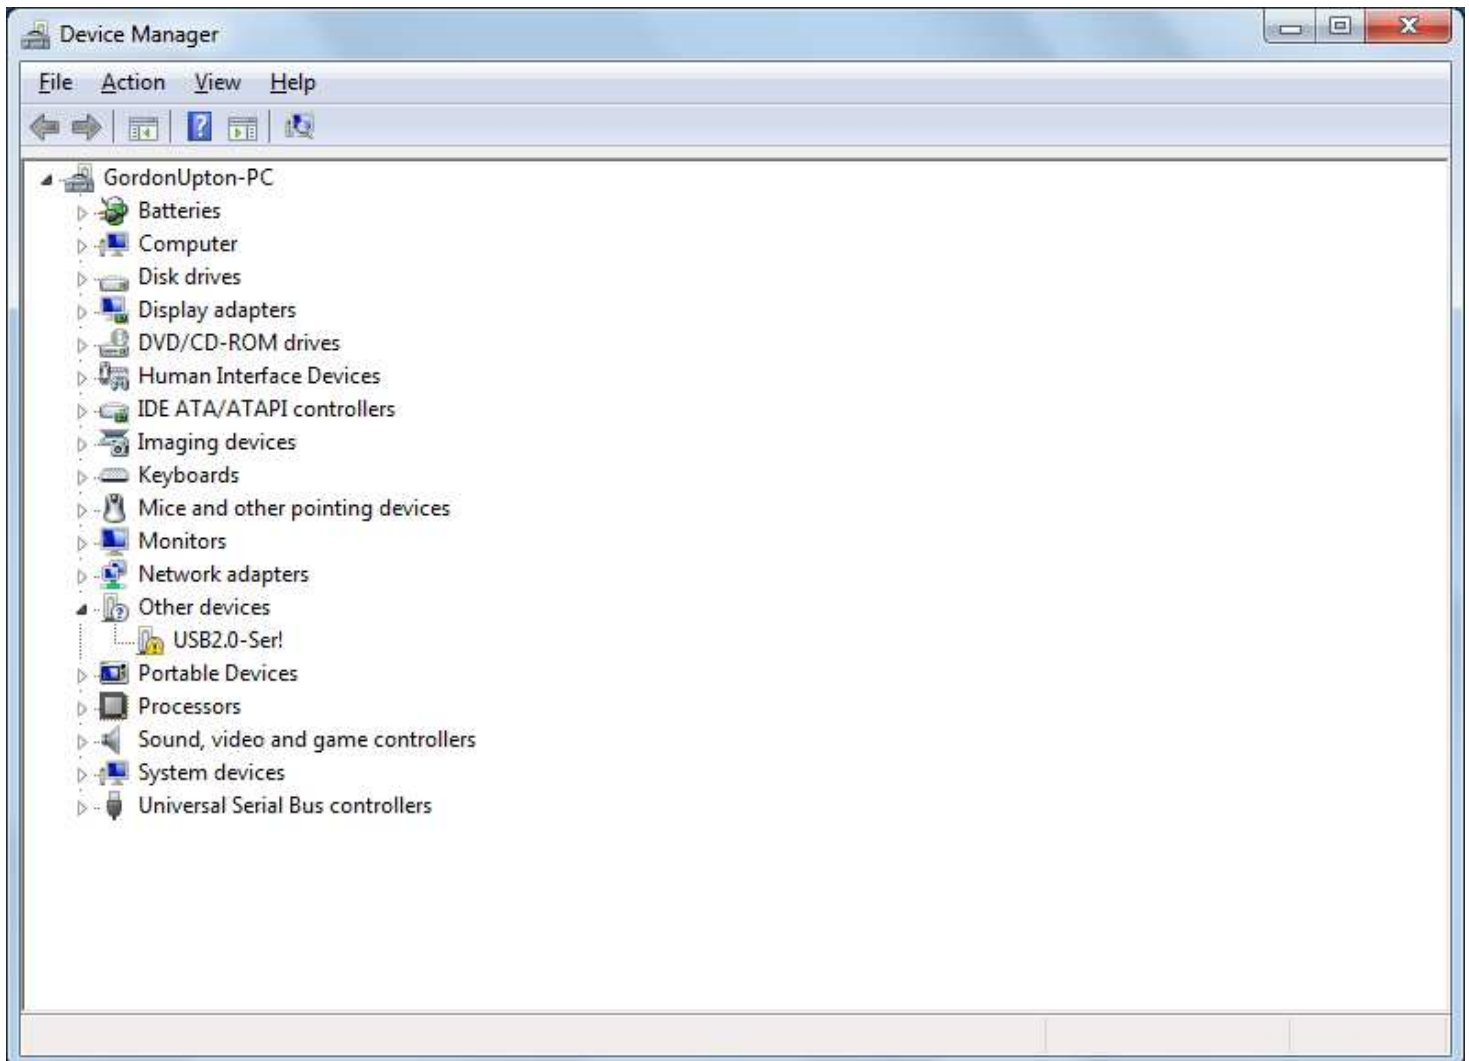 Device Manager
File Action View Help
GordonUpton-PC
Batteries
Computer
Disk drives
Display adapters
DVD/CD-ROM drives
Human Interface Devices
IDE ATA/ATAPI controllers
Imaging devices
Keyboards
Mice and other pointing devices
Monitors
Network adapters
Other devices
USB2.0-Ser!
Portable Devices
Processors
Sound, video and game controllers
System devices
Universal Serial Bus controllers